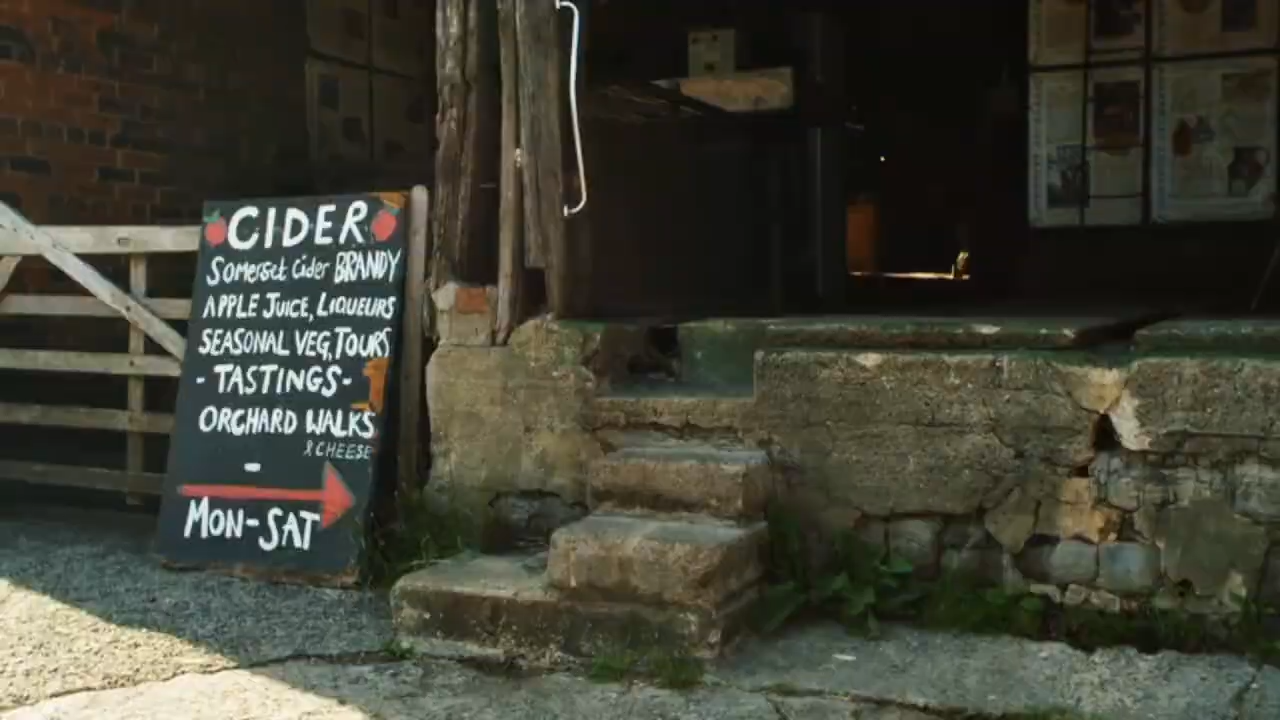 CIDER
Somerset Cider BRANDY
APPLE JUICE, LIQUEURS
SEASONAL VEG, TOURS
- TASTINGS -
ORCHARD WALKS
& CHEESE
-
MON-SAT